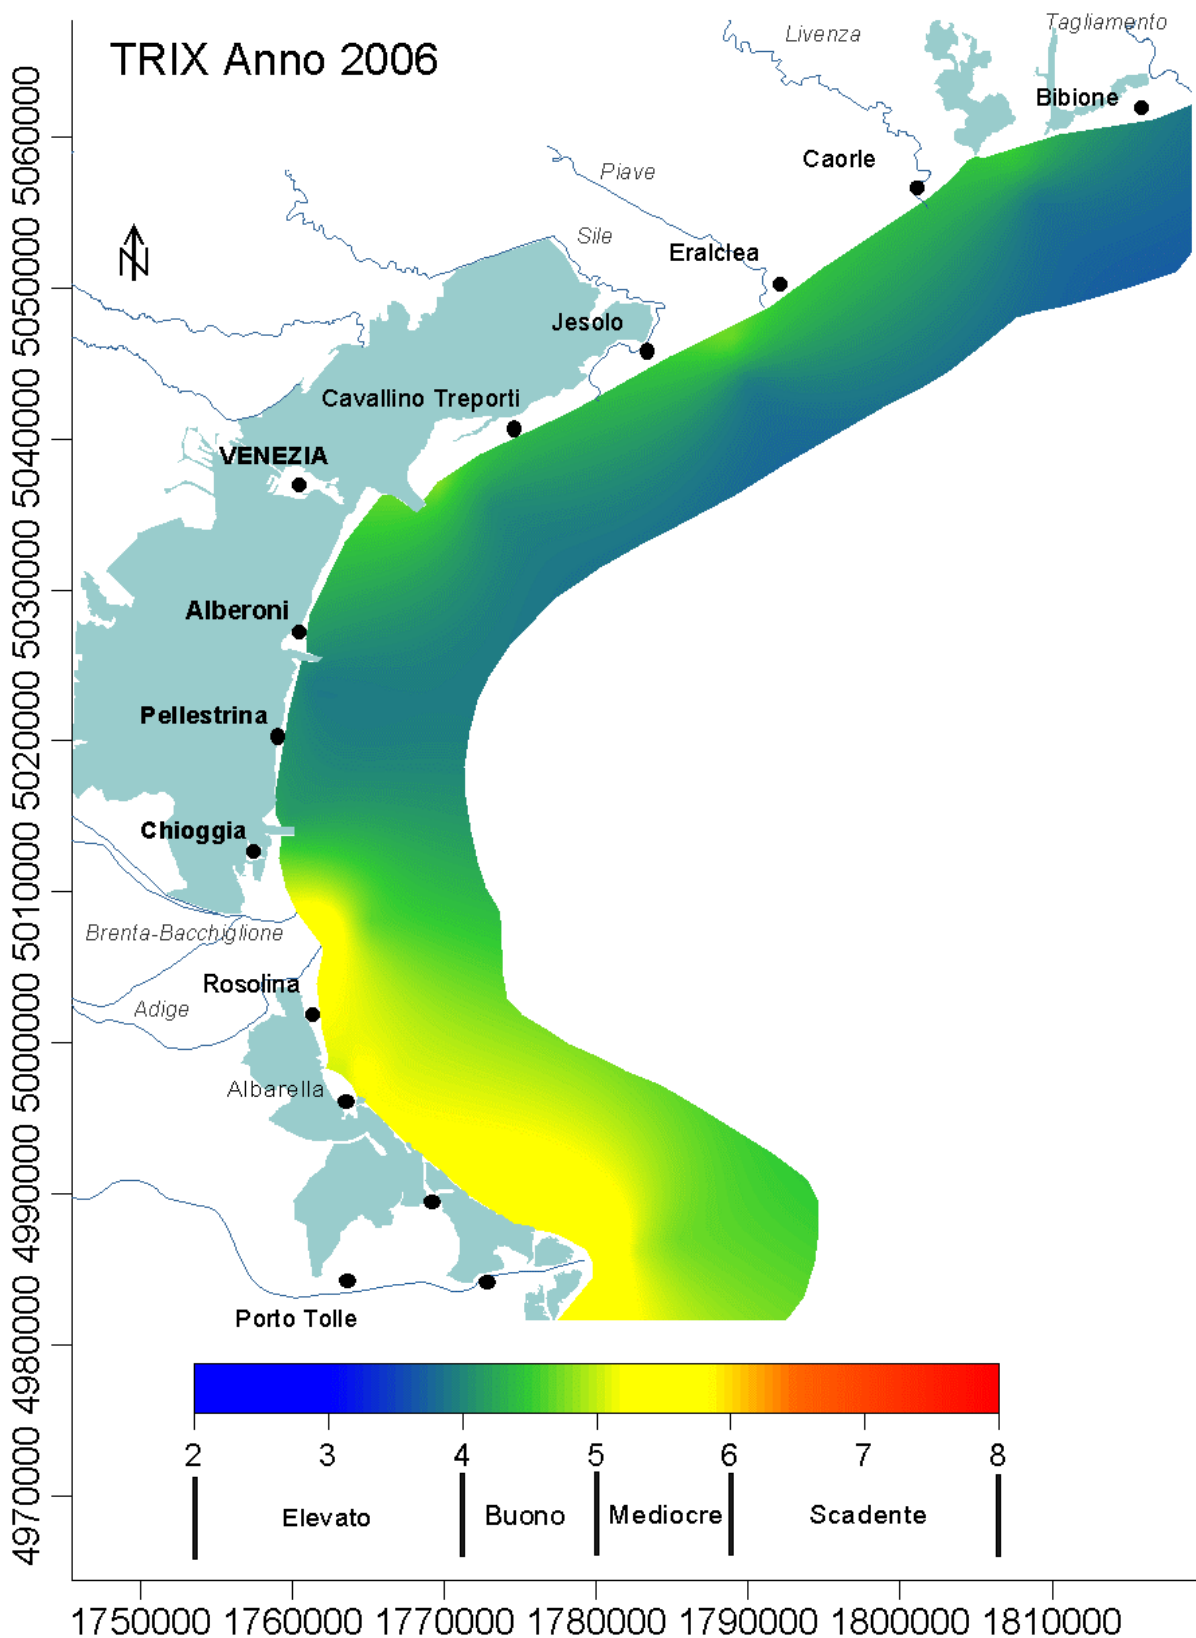 TRIX Anno 2006
Tagliamento
Livenza
Bibione
Caorle
Piave
Sile
Eralclea
Jesolo
Cavallino Treporti
VENEZIA
Alberoni
Pellestrina
Chioggia
Brenta-Bacchiglione
Rosolina
Adige
Albarella
Porto Tolle
N
5060000
5050000
5040000
5030000
5020000
5010000
5000000
4990000
4980000
4970000
2 3 4 5 6 7 8
Elevato Buono Mediocre Scadente
1750000 1760000 1770000 1780000 1790000 1800000 1810000